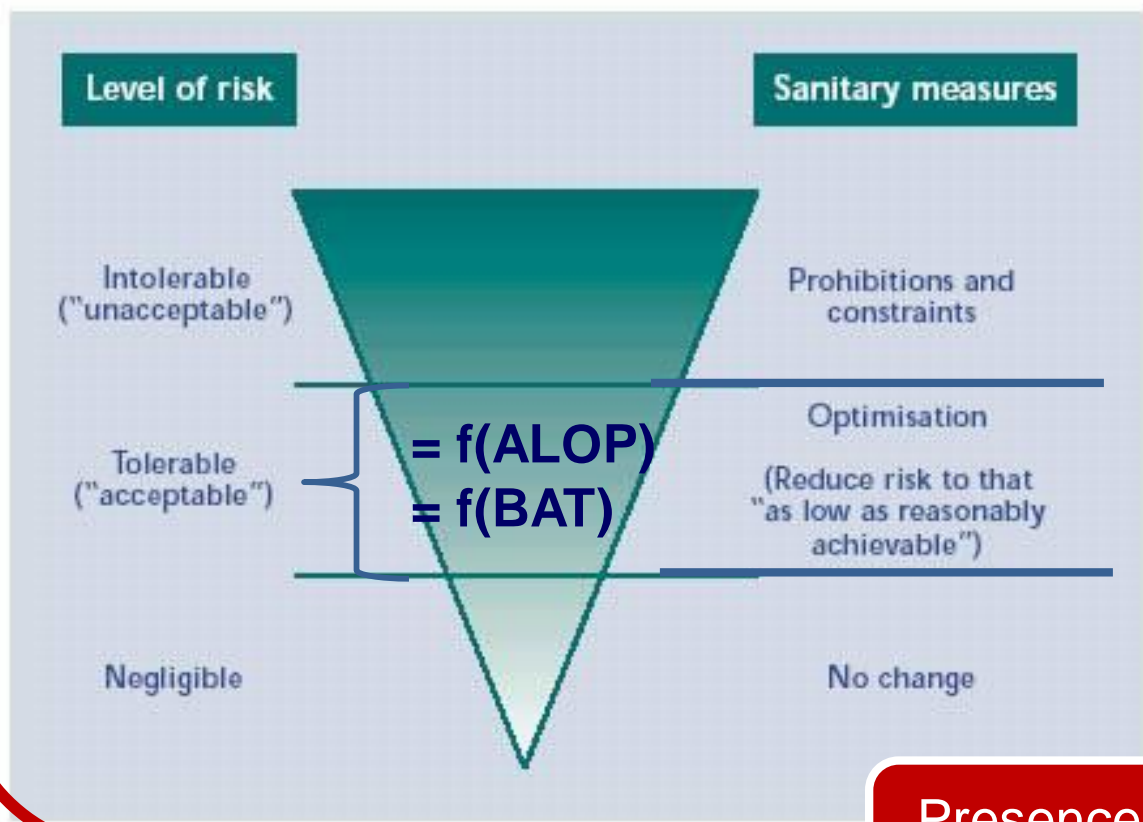 Level of risk
Sanitary measures
Intolerable
("unacceptable")
Prohibitions and
constraints
Tolerable
("acceptable")
= f(ALOP)
= f(BAT)
Optimisation
(Reduce risk to that
"as low as reasonably
achievable")
Negligible
No change
Presence